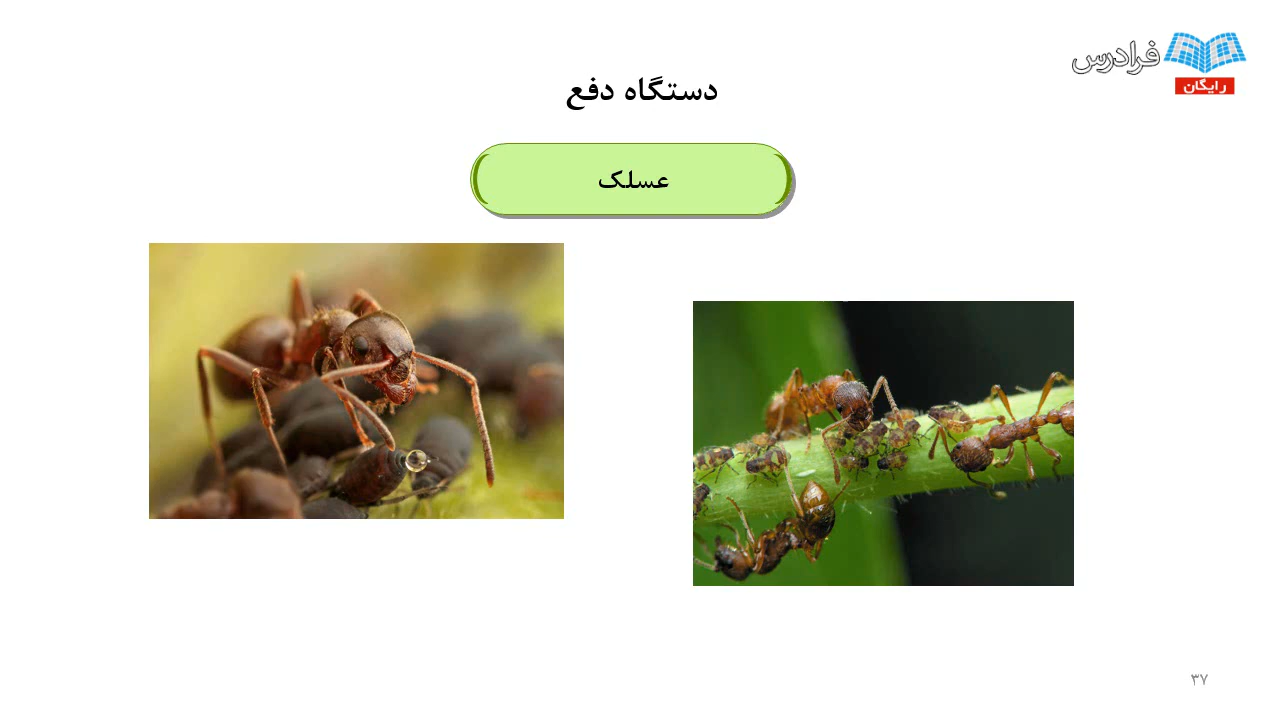 فرادرس
رایگان
دستگاه دفع
عسلک
۳۷